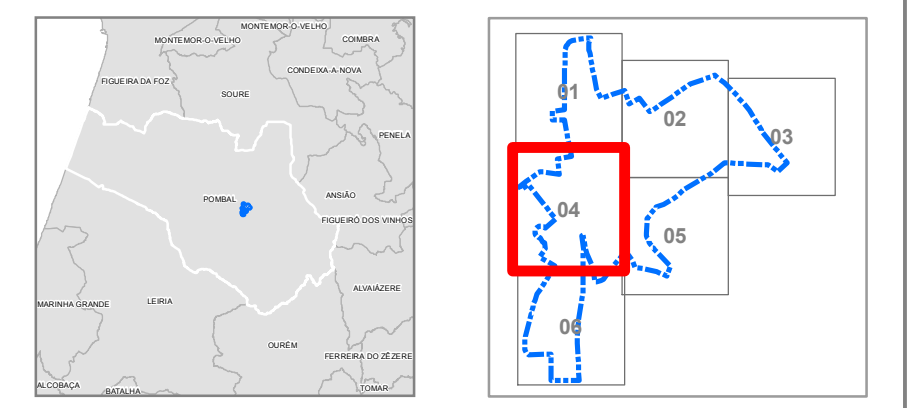 MONTEMOR-O-VELHO
MONTEMOR-O-VELHO
COIMBRA
CONDEIXA-A-NOVA
FIGUEIRA DA FOZ
SOURE
PENELA
ANSIÃO
POMBAL
FIGUEIRÓ DOS VINHOS
ALVAIÁZERE
MARINHA GRANDE
LEIRIA
OURÉM
FERREIRA DO ZÊZERE
ALCOBAÇA
BATALHA
TOMAR
01
02
03
04
05
06